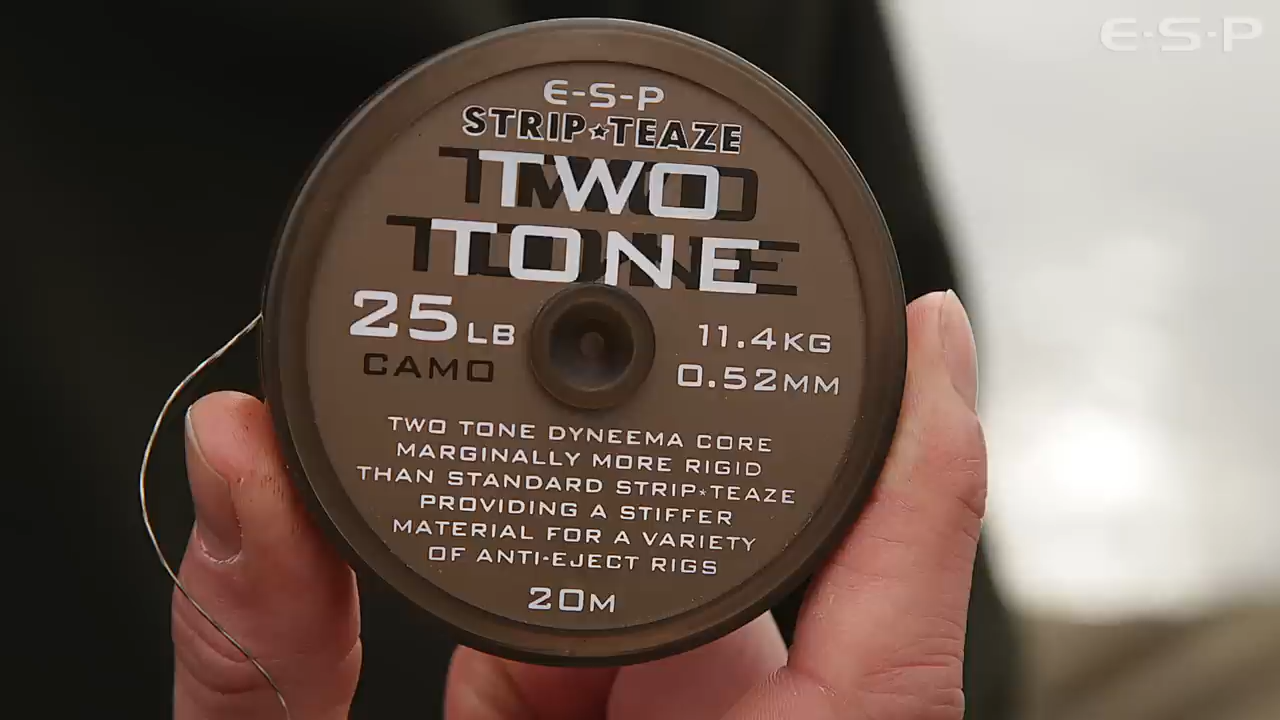 E-S-P
E-S-P
STRIP★TEAZE
TWO
TONE
25LB
CAMO
11.4KG
0.52MM
TWO TONE DYNEEMA CORE
MARGINALLY MORE RIGID
THAN STANDARD STRIP★TEAZE
PROVIDING A STIFFER
MATERIAL FOR A VARIETY
OF ANTI-EJECT RIGS
20M